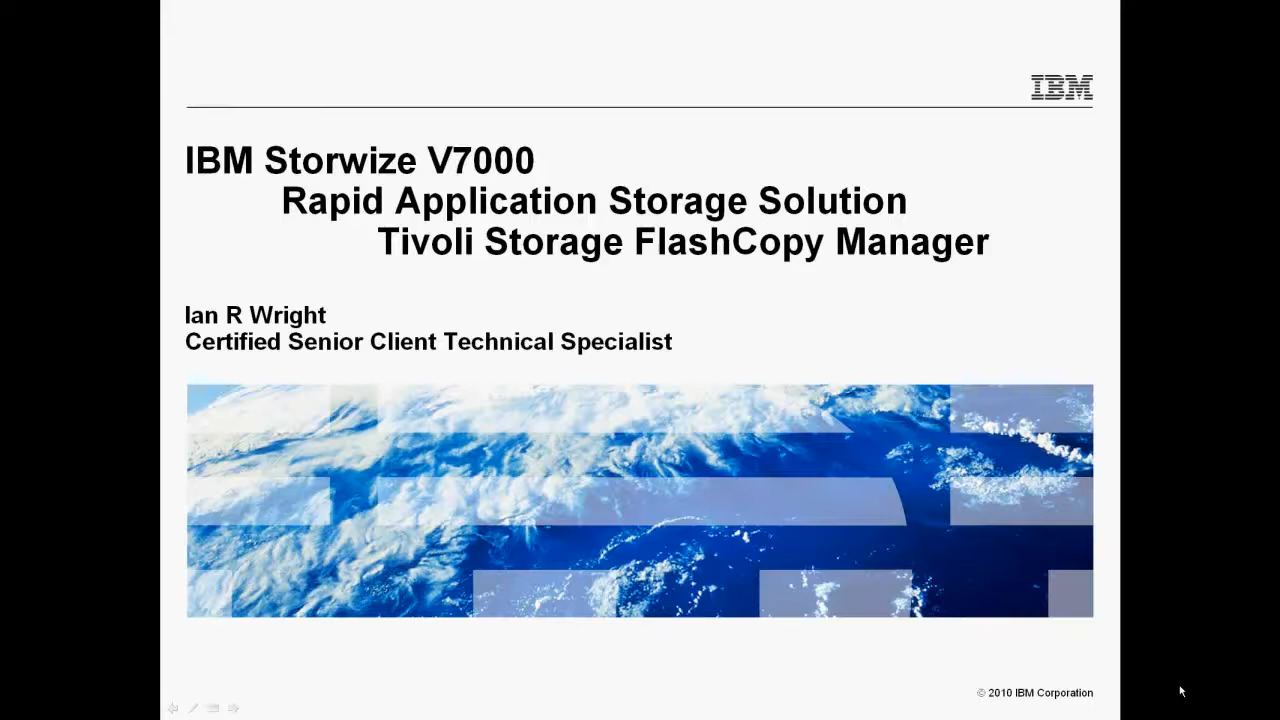 IBM
IBM Storwize V7000
Rapid Application Storage Solution
Tivoli Storage FlashCopy Manager
Ian R Wright
Certified Senior Client Technical Specialist
© 2010 IBM Corporation